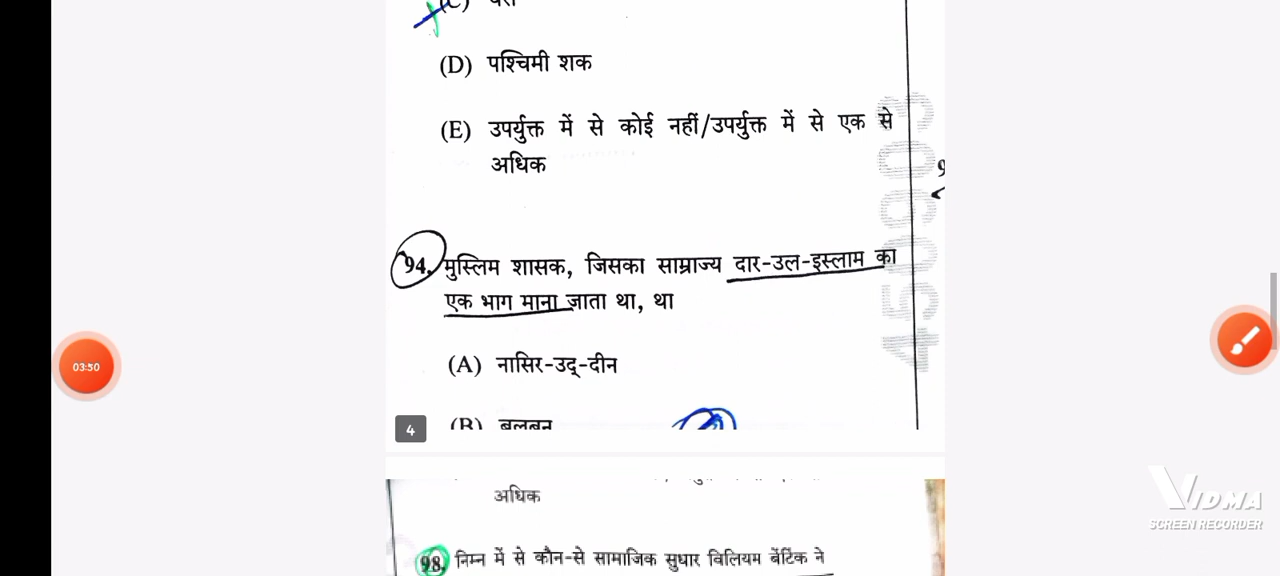 (D) पश्चिमी शक
(E) उपर्युक्त में से कोई नहीं/उपर्युक्त में से एक से
अधिक
94. मुस्लिम शासक, जिसका साम्राज्य दार-उल-इस्लाम का
एक भाग माना जाता था, था
(A) नासिर-उद्-दीन
(B) बलबन
4
अधिक
98. निम्न में से कौन-से सामाजिक सुधार विलियम बेंटिंक ने
03:50
VIDMA
SCREEN RECORDER